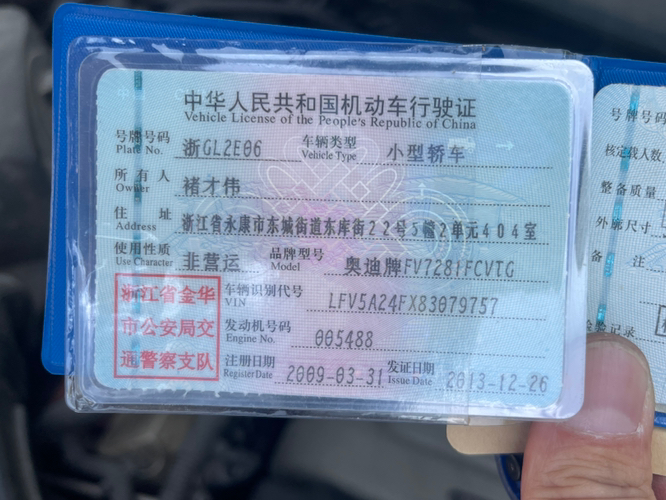 中华人民共和国机动车行驶证
Vehicle License of the People's Republic of China
号牌号码 浙GL2E06 车辆类型 小型轿车
Plate No. Vehicle Type
所有人 褚才伟
Owner
住址 浙江省永康市东城街道东库街22号5幢2单元404室
Address
使用性质 非营运 品牌型号 奥迪牌FV7281FCVTG
Use Character Model
浙江省金华
市公安局交
通警察支队
车辆识别代号 LFV5A24FX83079757
VIN
发动机号码 005488
Engine No.
注册日期 2009-03-31 发证日期 2013-12-26
Register Date Issue Date
号牌号码
核定载人数
整备质量
外廓尺寸
备注
检验记录